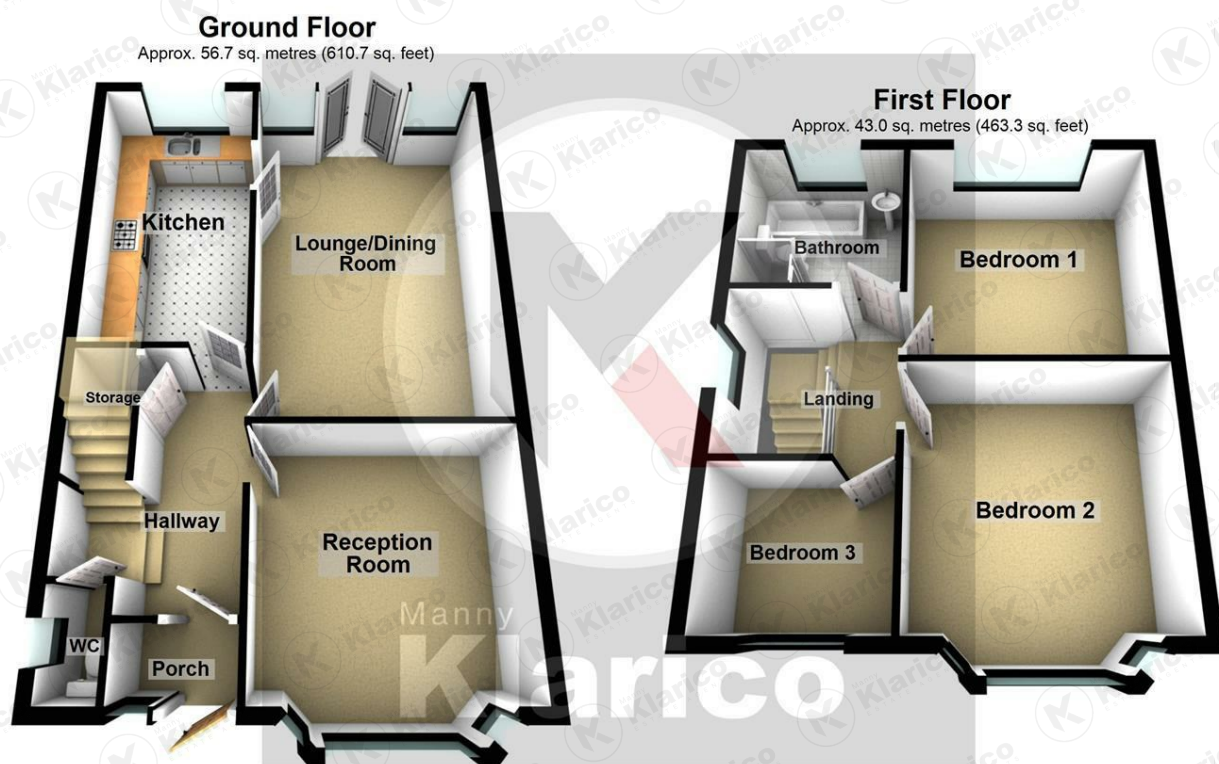 Ground Floor
Approx. 56.7 sq. metres (610.7 sq. feet)
Kitchen
Lounge/Dining
Room
Storage
Hallway
Reception
Room
WC
Porch
First Floor
Approx. 43.0 sq. metres (463.3 sq. feet)
Bathroom
Bedroom 1
Landing
Bedroom 2
Bedroom 3
Manny
Klarico